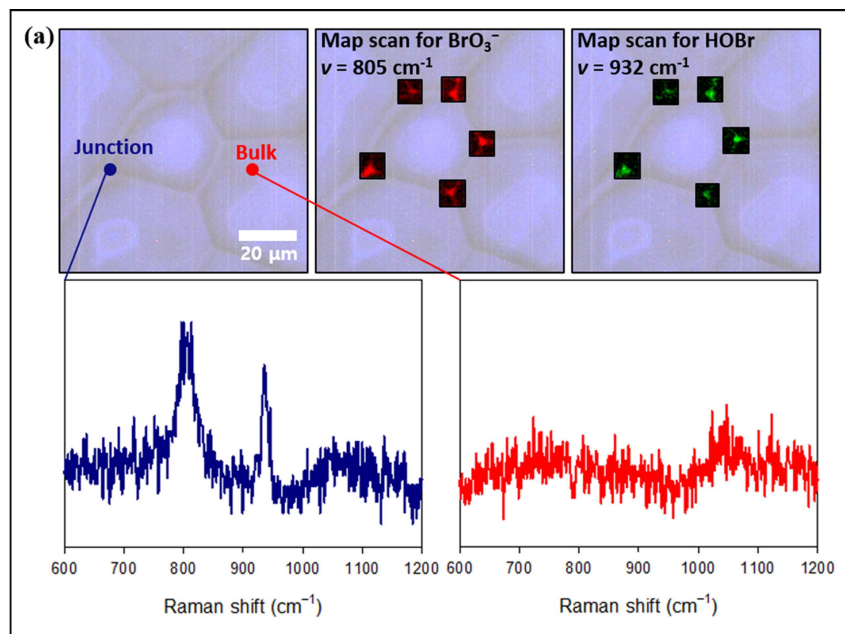 (a)
Junction
Bulk
20 μm
Map scan for BrO₃⁻
v = 805 cm⁻¹
Map scan for HOBr
v = 932 cm⁻¹
600 700 800 900 1000 1100 1200
Raman shift (cm⁻¹)
600 700 800 900 1000 1100 1200
Raman shift (cm⁻¹)